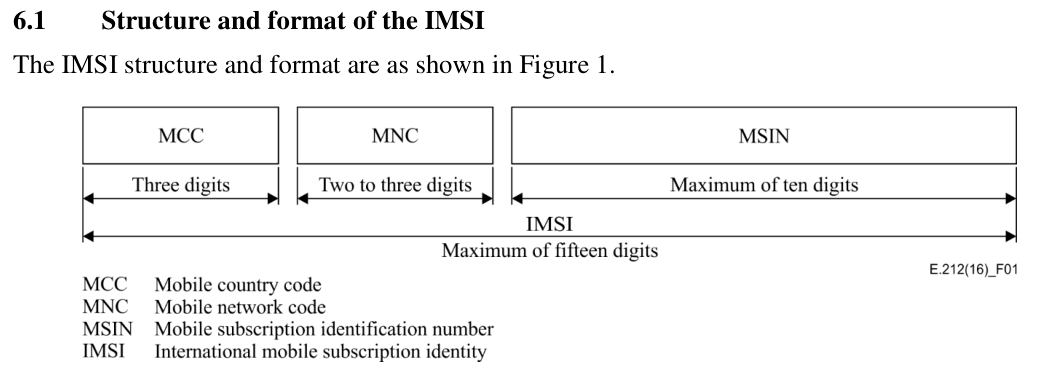 6.1 Structure and format of the IMSI
The IMSI structure and format are as shown in Figure 1.
MCC MNC MSIN
Three digits Two to three digits Maximum of ten digits
IMSI
Maximum of fifteen digits
E.212(16)_F01
MCC Mobile country code
MNC Mobile network code
MSIN Mobile subscription identification number
IMSI International mobile subscription identity